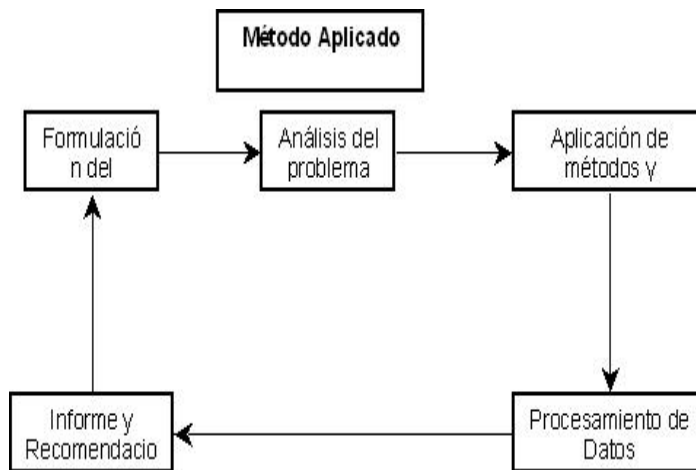 Método Aplicado
Formulació
n del
Análisis del
problema
Aplicación de
métodos y
Procesamiento de
Datos
Informe y
Recomendacio